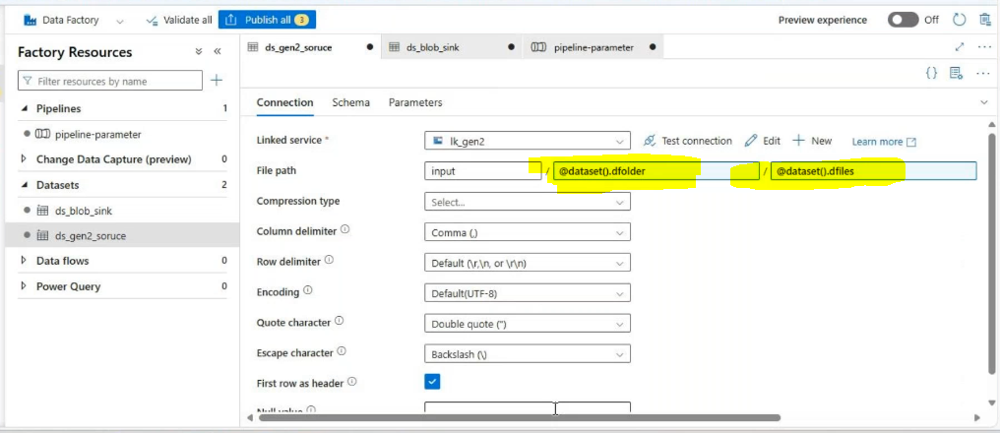 Data Factory Validate all Publish all 3 Preview experience Off
Factory Resources
Filter resources by name
Pipelines 1
pipeline-parameter
Change Data Capture (preview) 0
Datasets 2
ds_blob_sink
ds_gen2_soruce
Data flows 0
Power Query 0
ds_gen2_soruce ds_blob_sink pipeline-parameter
Connection Schema Parameters
Linked service * lk_gen2 Test connection Edit New Learn more
File path input / @dataset().dfolder / @dataset().dfiles
Compression type Select...
Column delimiter Comma (,)
Row delimiter Default (\r,\n, or \r\n)
Encoding Default(UTF-8)
Quote character Double quote (")
Escape character Backslash (\)
First row as header
Null value